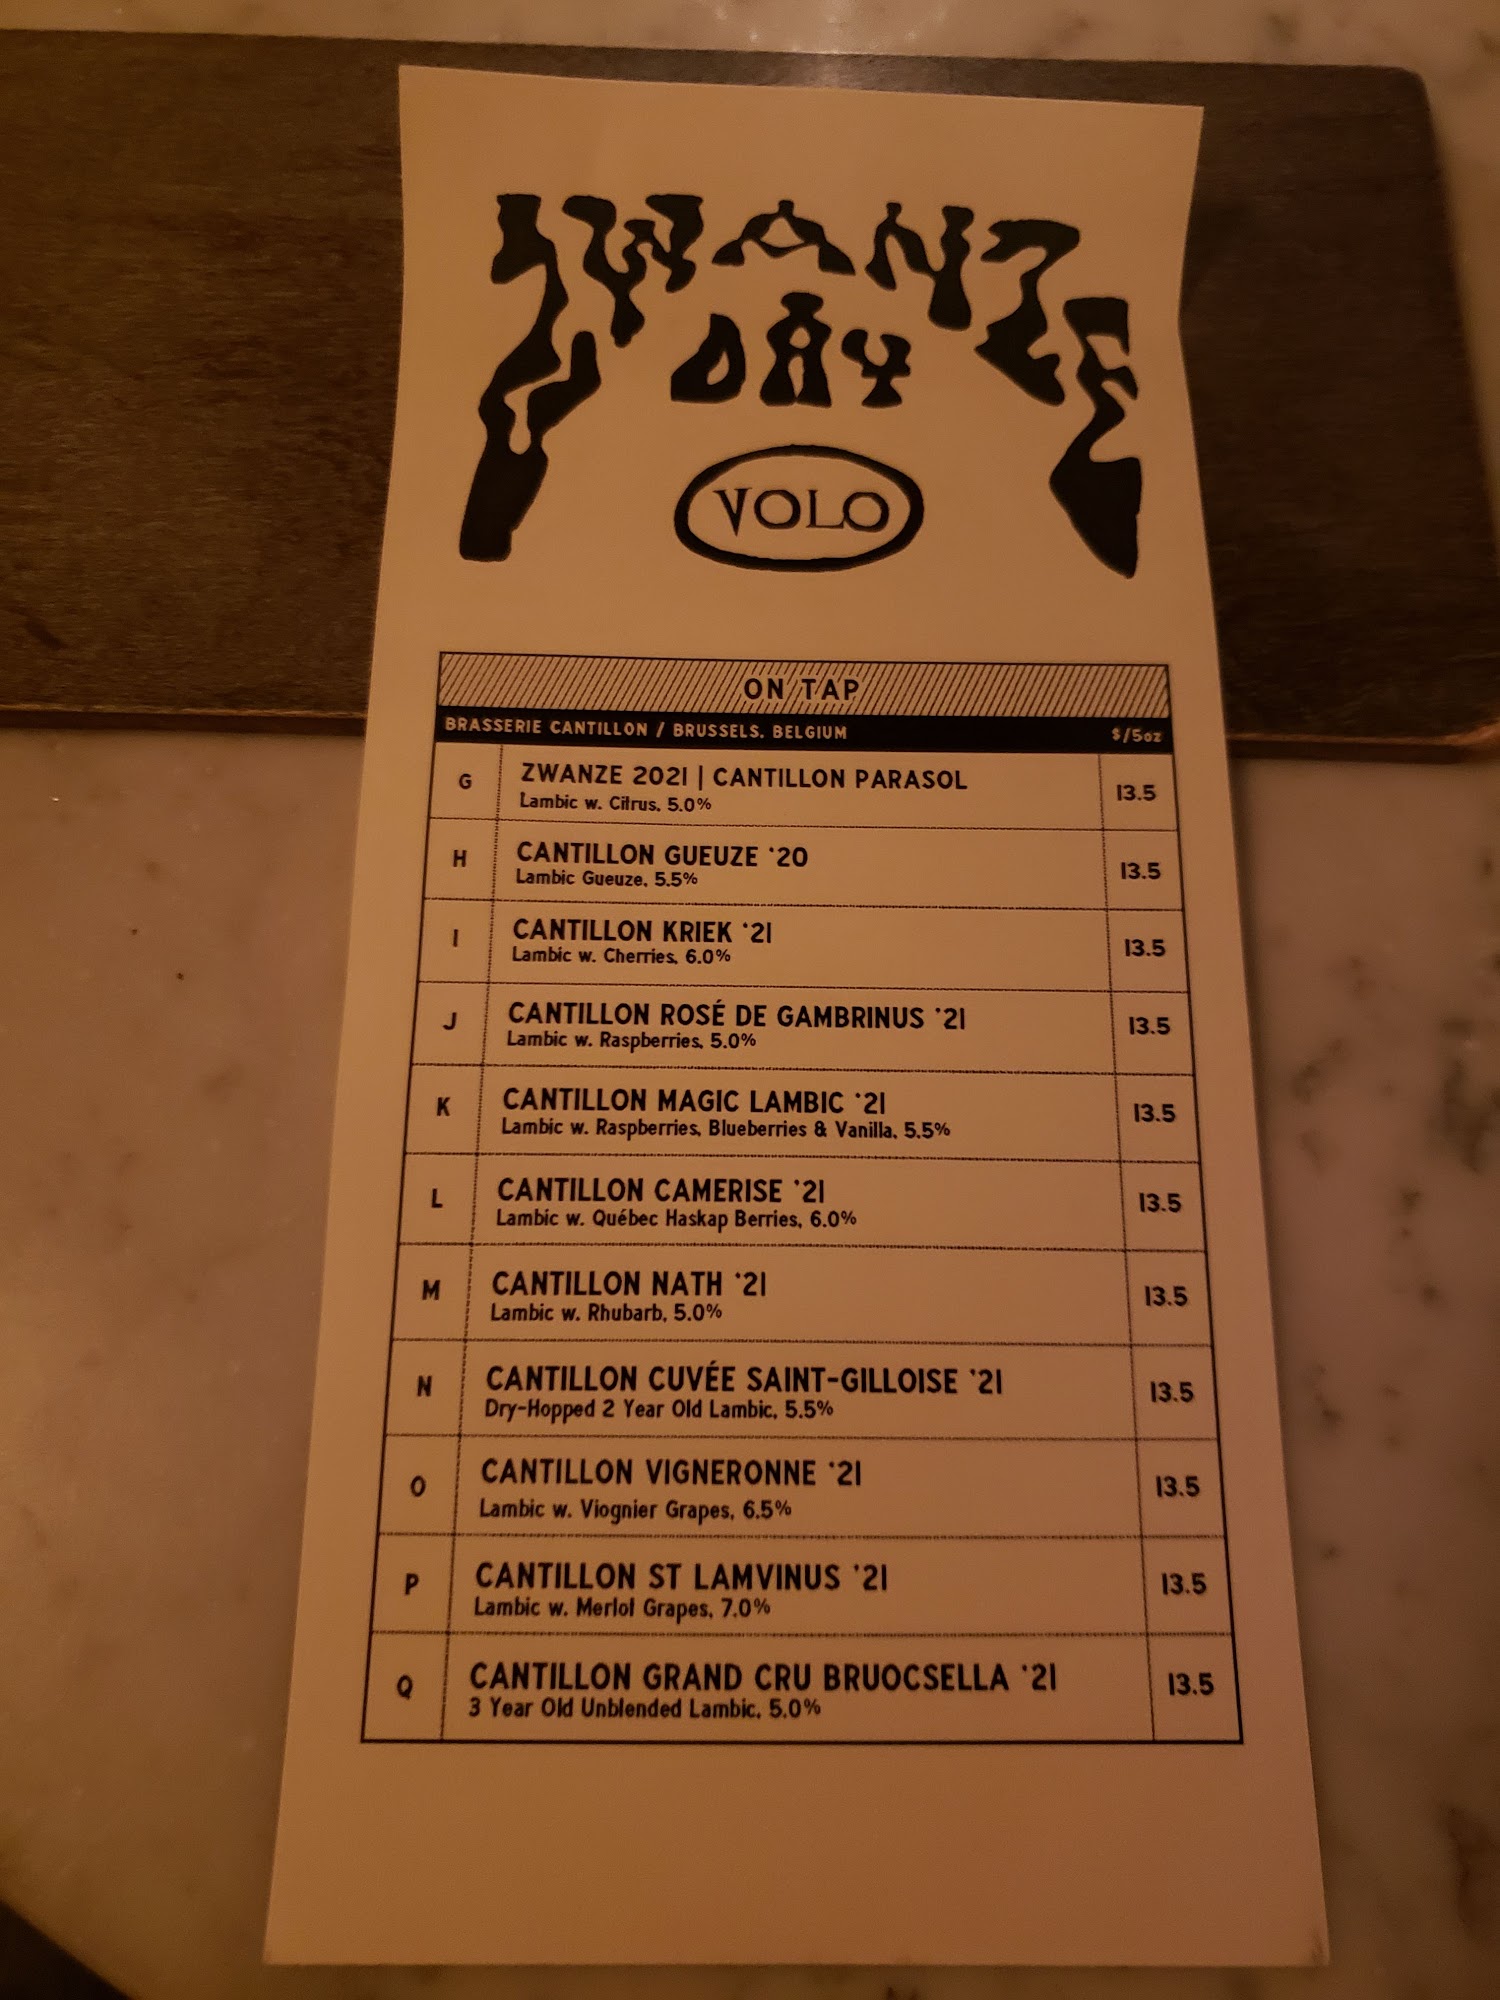 ZWANZE
DAY
VOLO
ON TAP
BRASSERIE CANTILLON / BRUSSELS, BELGIUM $/5oz
G ZWANZE 2021 | CANTILLON PARASOL 13.5
Lambic w. Citrus, 5.0%
H CANTILLON GUEUZE '20 13.5
Lambic Gueuze, 5.5%
I CANTILLON KRIEK '21 13.5
Lambic w. Cherries, 6.0%
J CANTILLON ROSÉ DE GAMBRINUS '21 13.5
Lambic w. Raspberries, 5.0%
K CANTILLON MAGIC LAMBIC '21 13.5
Lambic w. Raspberries, Blueberries & Vanilla, 5.5%
L CANTILLON CAMERISE '21 13.5
Lambic w. Québec Haskap Berries, 6.0%
M CANTILLON NATH '21 13.5
Lambic w. Rhubarb, 5.0%
N CANTILLON CUVÉE SAINT-GILLOISE '21 13.5
Dry-Hopped 2 Year Old Lambic, 5.5%
O CANTILLON VIGNERONNE '21 13.5
Lambic w. Viognier Grapes, 6.5%
P CANTILLON ST LAMVINUS '21 13.5
Lambic w. Merlot Grapes, 7.0%
Q CANTILLON GRAND CRU BRUOCSELLA '21 13.5
3 Year Old Unblended Lambic, 5.0%